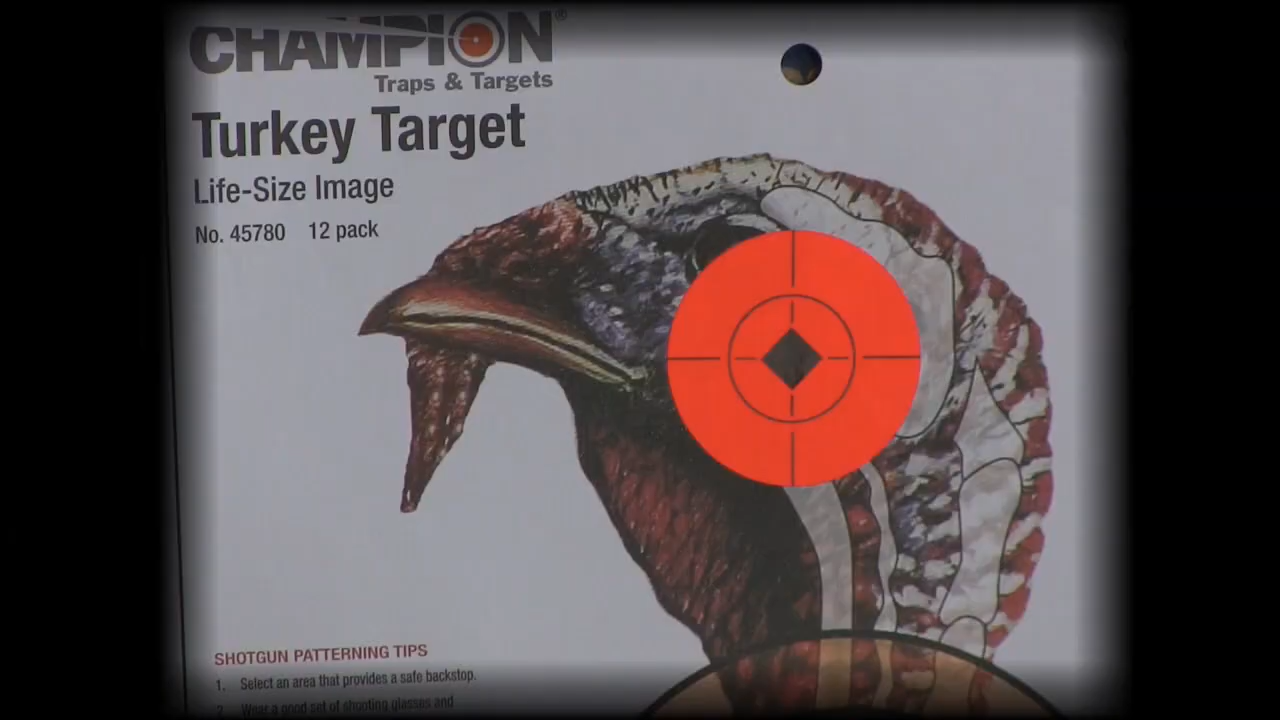 CHAMPION®
Traps & Targets
Turkey Target
Life-Size Image
No. 45780 12 pack
SHOTGUN PATTERNING TIPS
1. Select an area that provides a safe backstop.
2. Wear a good set of shooting glasses and